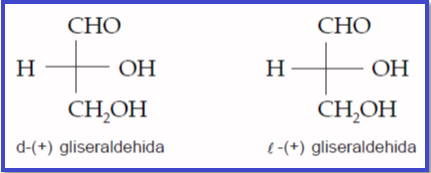 CHO CHO
H OH H OH
CH₂OH CH₂OH
d-(+) gliseraldehida ℓ-(+) gliseraldehida